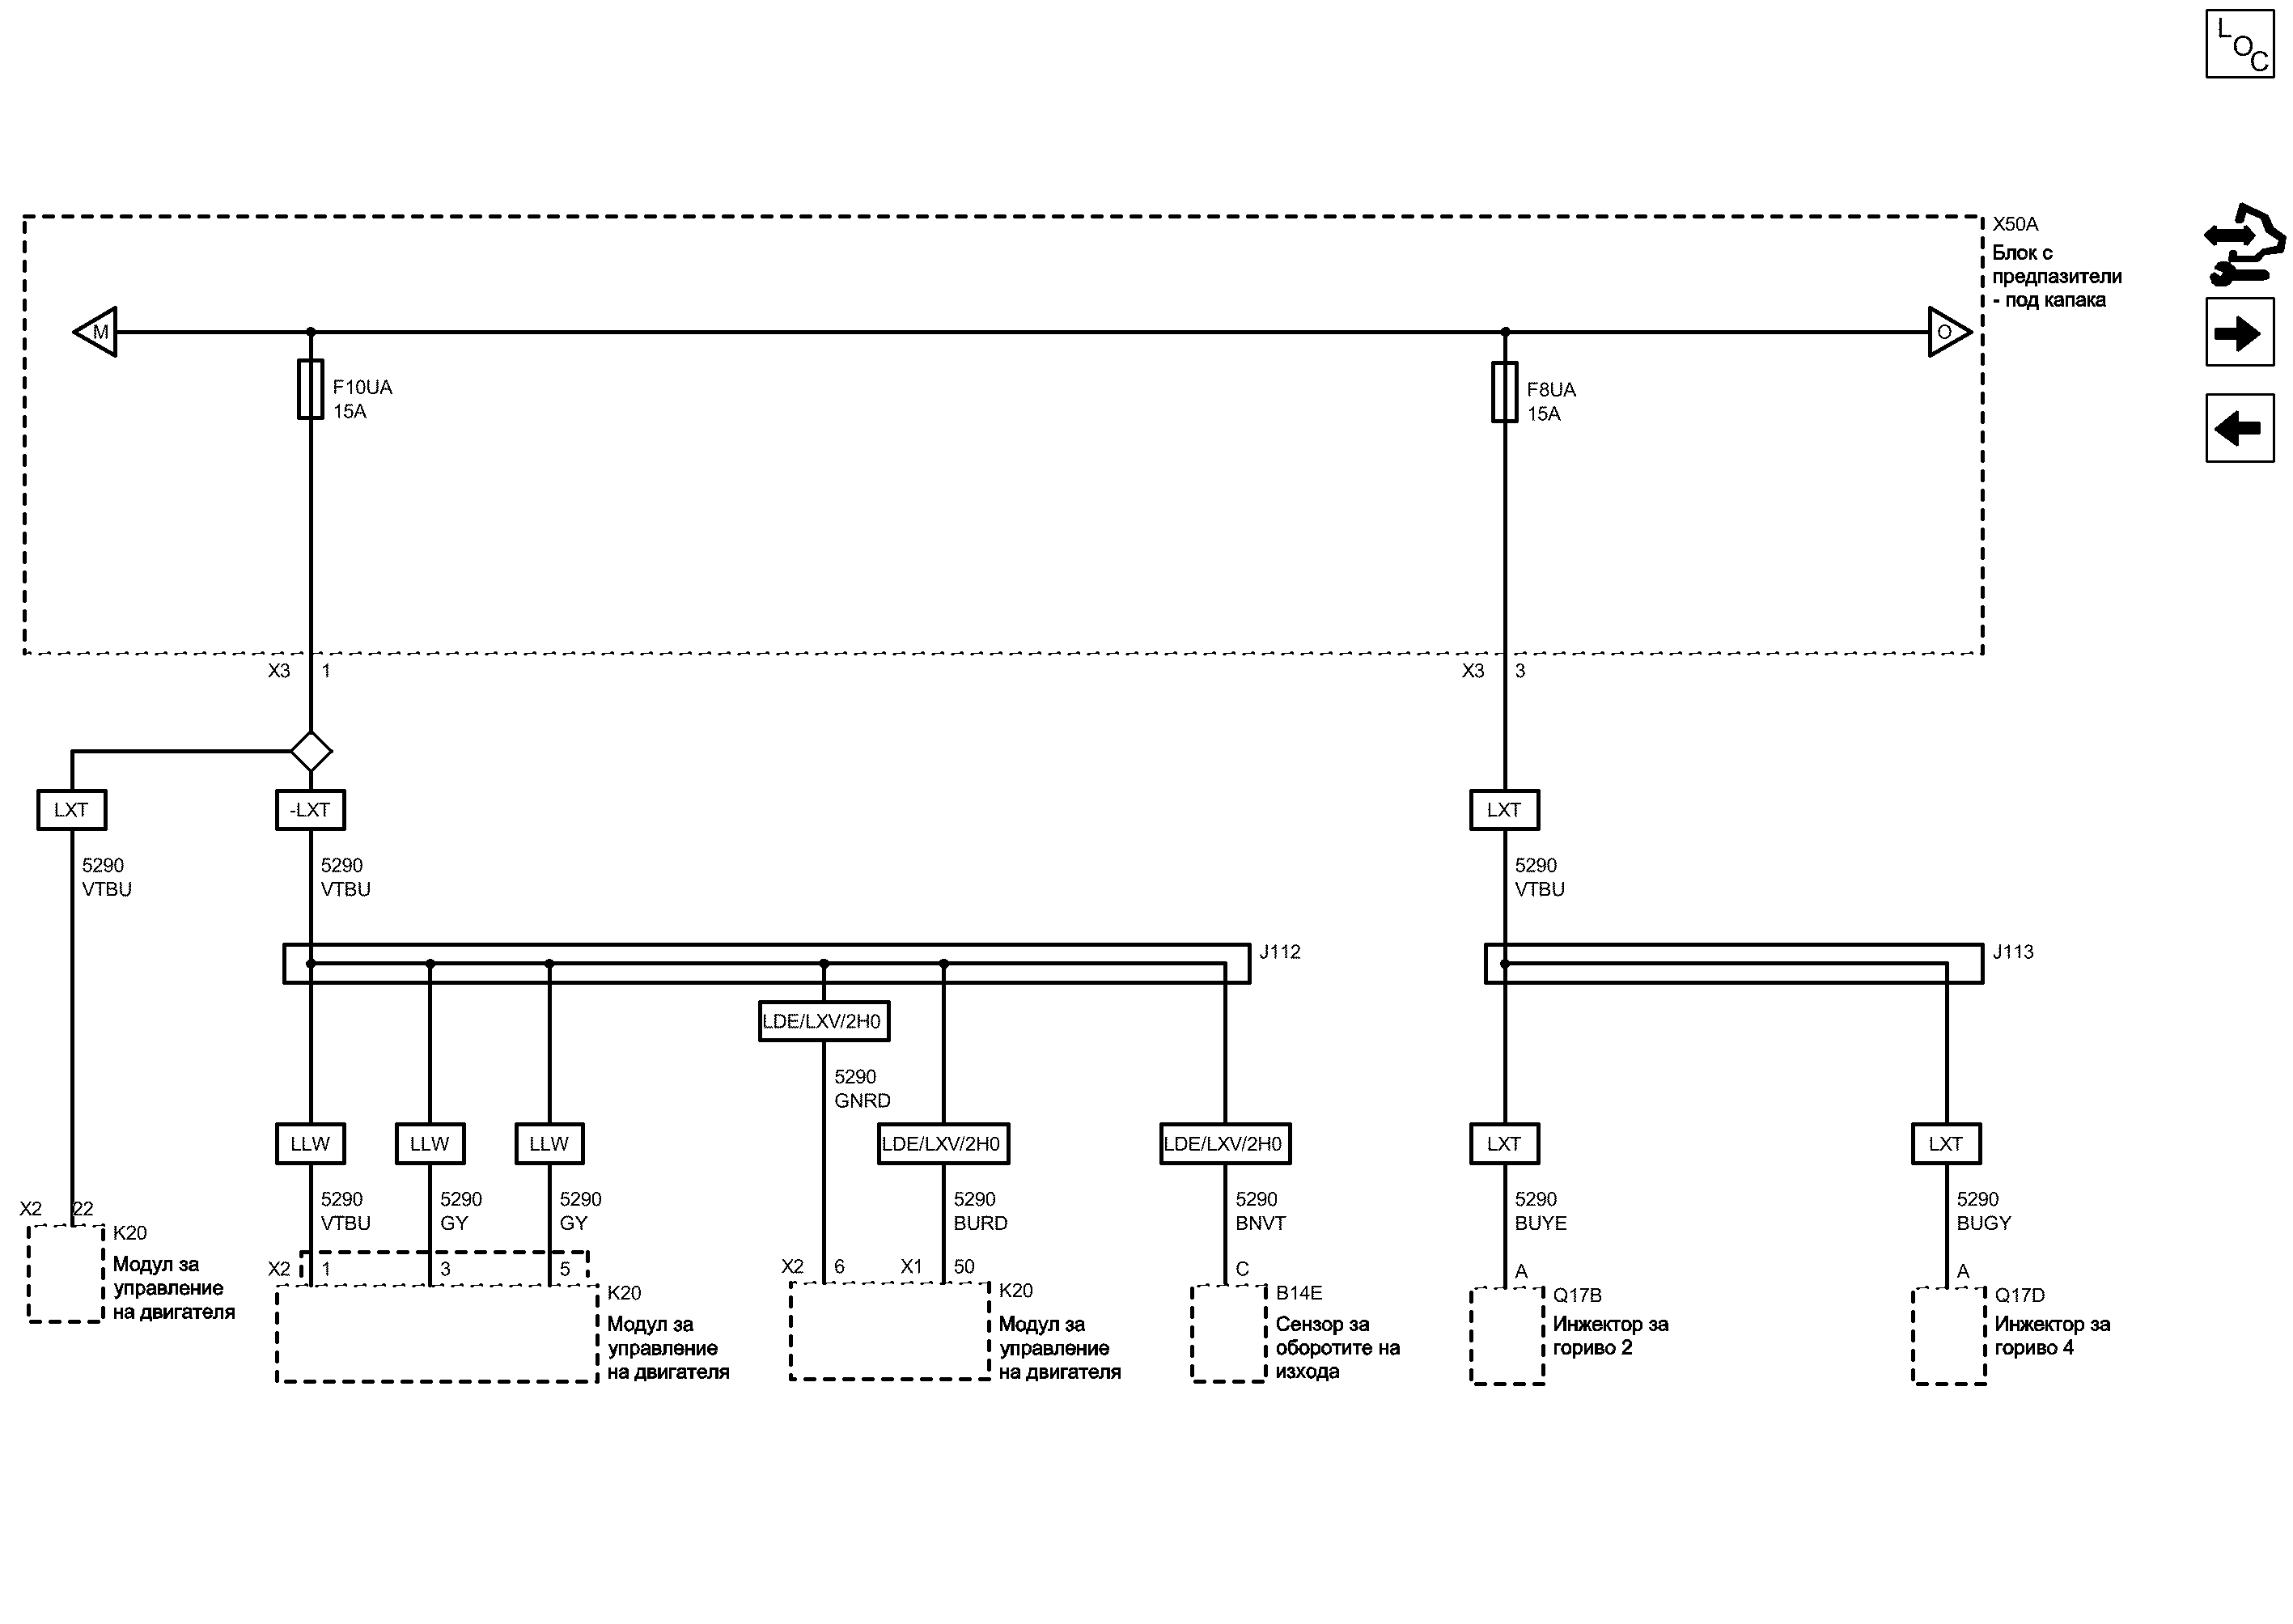 LOC
X50A
Блок с
предпазители
- под капака
M
O
F10UA
15A
F8UA
15A
X3 1
X3 3
LXT
-LXT
LXT
5290
VTBU
5290
VTBU
5290
VTBU
J112
J113
LDE/LXV/2H0
5290
GNRD
LLW
LLW
LLW
LDE/LXV/2H0
LDE/LXV/2H0
LXT
LXT
5290
VTBU
5290
GY
5290
GY
5290
BURD
5290
BNVT
5290
BUYE
5290
BUGY
X2 22
K20
Модул за
управление
на двигателя
X2 1 3 5
K20
Модул за
управление
на двигателя
X2 6 X1 50
K20
Модул за
управление
на двигателя
C
B14E
Сензор за
оборотите на
изхода
A
Q17B
Инжектор за
гориво 2
A
Q17D
Инжектор за
гориво 4